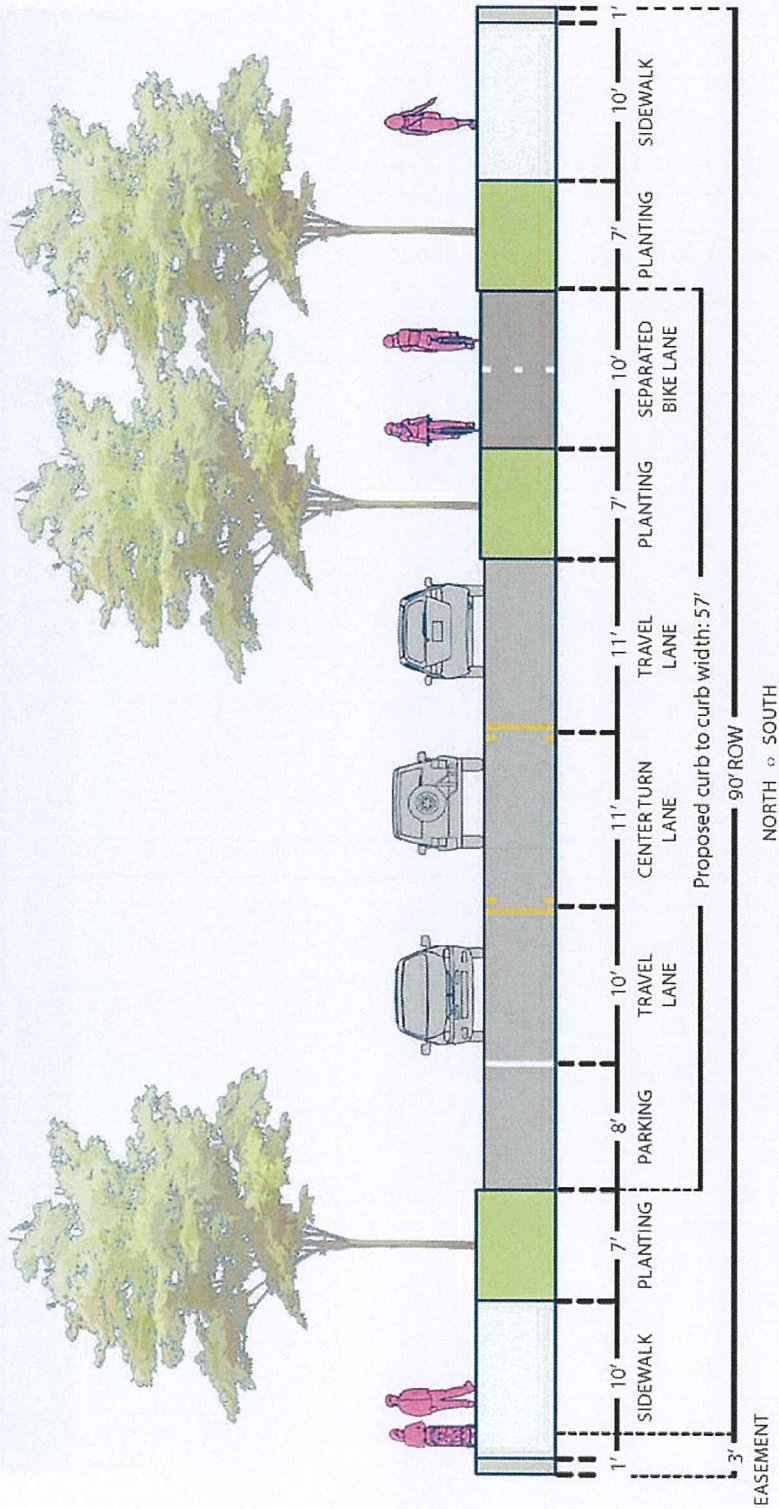 1' 10' 7' 8' 10' 11' 11' 7' 10' 7' 10' 1'
SIDEWALK
PLANTING
PARKING
TRAVEL
LANE
CENTER TURN
LANE
TRAVEL
LANE
PLANTING
SEPARATED
BIKE LANE
PLANTING
SIDEWALK
Proposed curb to curb width: 57'
3' 90' ROW
EASEMENT
NORTH ○ SOUTH